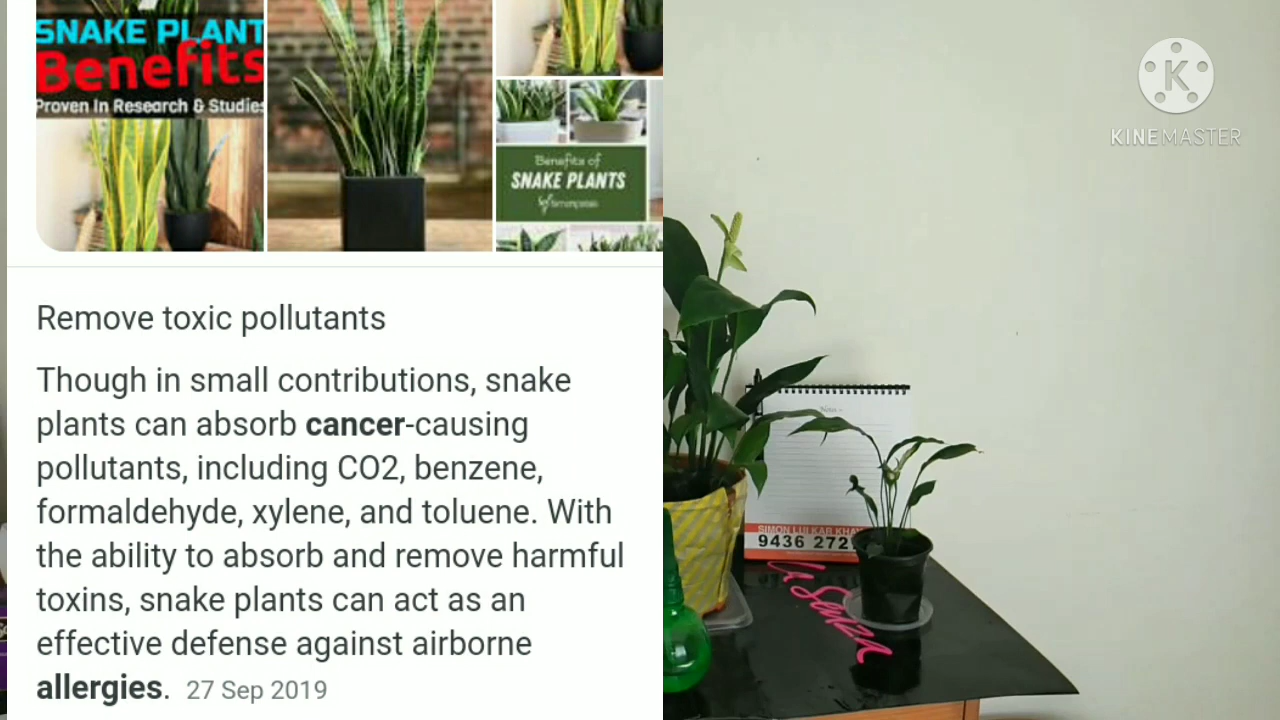 SNAKE PLANT
Benefits
Proven In Research & Studies
Benefits of
SNAKE PLANTS
Remove toxic pollutants
Though in small contributions, snake
plants can absorb cancer-causing
pollutants, including CO2, benzene,
formaldehyde, xylene, and toluene. With
the ability to absorb and remove harmful
toxins, snake plants can act as an
effective defense against airborne
allergies. 27 Sep 2019
KINEMASTER
SIMON LUI KAR KHAY
9436 272
La Senza